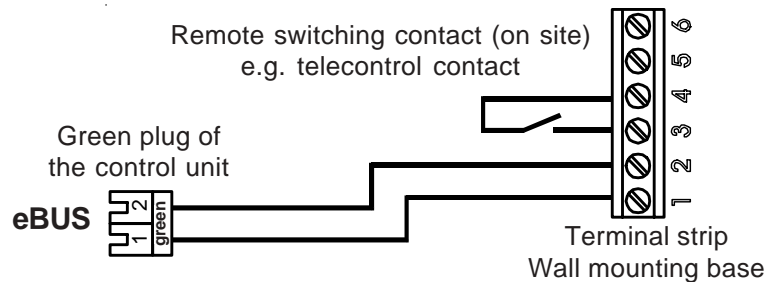 Remote switching contact (on site)
e.g. telecontrol contact
6
5
4
3
2
1
Green plug of
the control unit
eBUS
2
1
green
Terminal strip
Wall mounting base